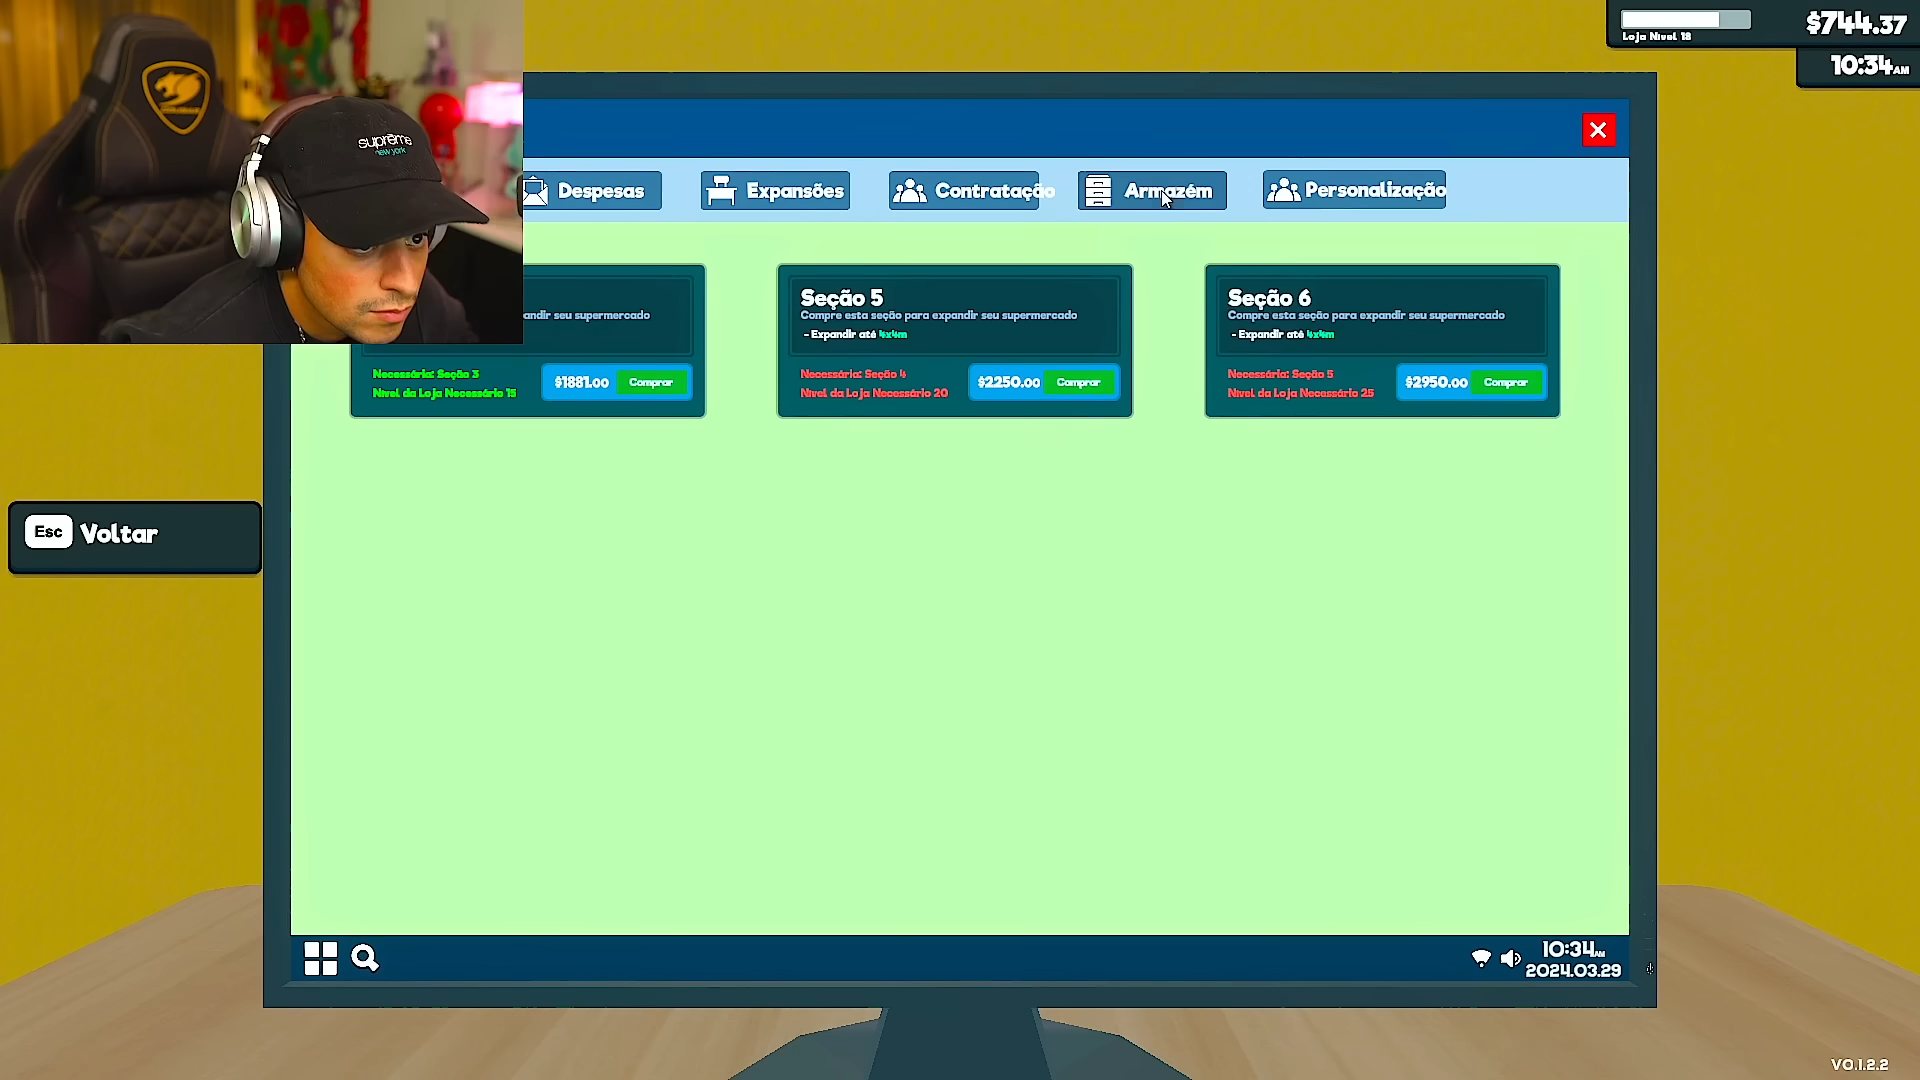 $744.37
Loja Nível 18
10:34AM
suprême
new york
Despesas
Expansões
Contratação
Armazém
Personalização
andir seu supermercado
Necessária: Seção 3
Nível da Loja Necessário 15
$1881.00
Comprar
Seção 5
Compre esta seção para expandir seu supermercado
- Expandir até 4x4m
Necessária: Seção 4
Nível da Loja Necessário 20
$2250.00
Comprar
Seção 6
Compre esta seção para expandir seu supermercado
- Expandir até 4x4m
Necessária: Seção 5
Nível da Loja Necessário 25
$2950.00
Comprar
Esc Voltar
10:34AM
2024.03.29
V0.1.2.2